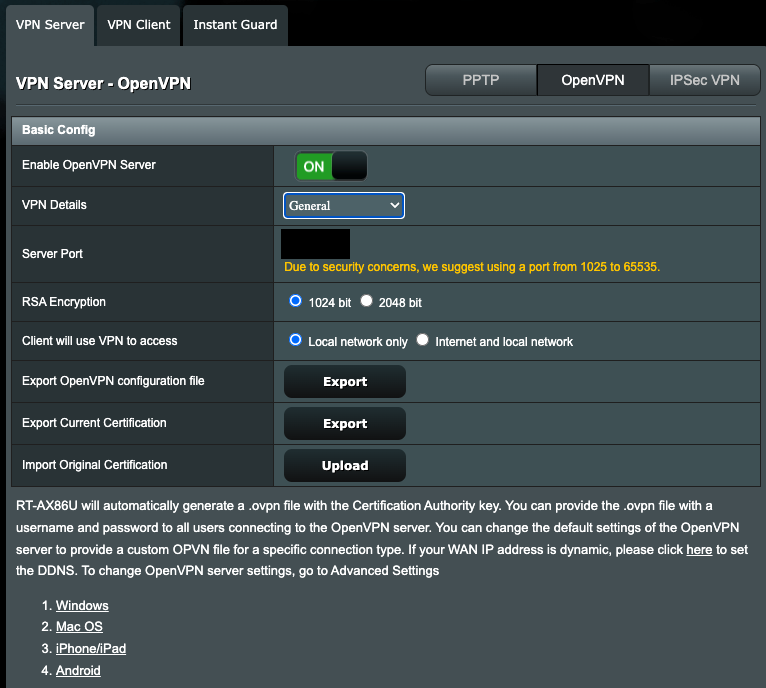 VPN Server VPN Client Instant Guard
VPN Server - OpenVPN PPTP OpenVPN IPSec VPN
Basic Config
Enable OpenVPN Server ON
VPN Details General
Server Port
Due to security concerns, we suggest using a port from 1025 to 65535.
RSA Encryption 1024 bit 2048 bit
Client will use VPN to access Local network only Internet and local network
Export OpenVPN configuration file Export
Export Current Certification Export
Import Original Certification Upload
RT-AX86U will automatically generate a .ovpn file with the Certification Authority key. You can provide the .ovpn file with a
username and password to all users connecting to the OpenVPN server. You can change the default settings of the OpenVPN
server to provide a custom OPVN file for a specific connection type. If your WAN IP address is dynamic, please click here to set
the DDNS. To change OpenVPN server settings, go to Advanced Settings
1. Windows
2. Mac OS
3. iPhone/iPad
4. Android